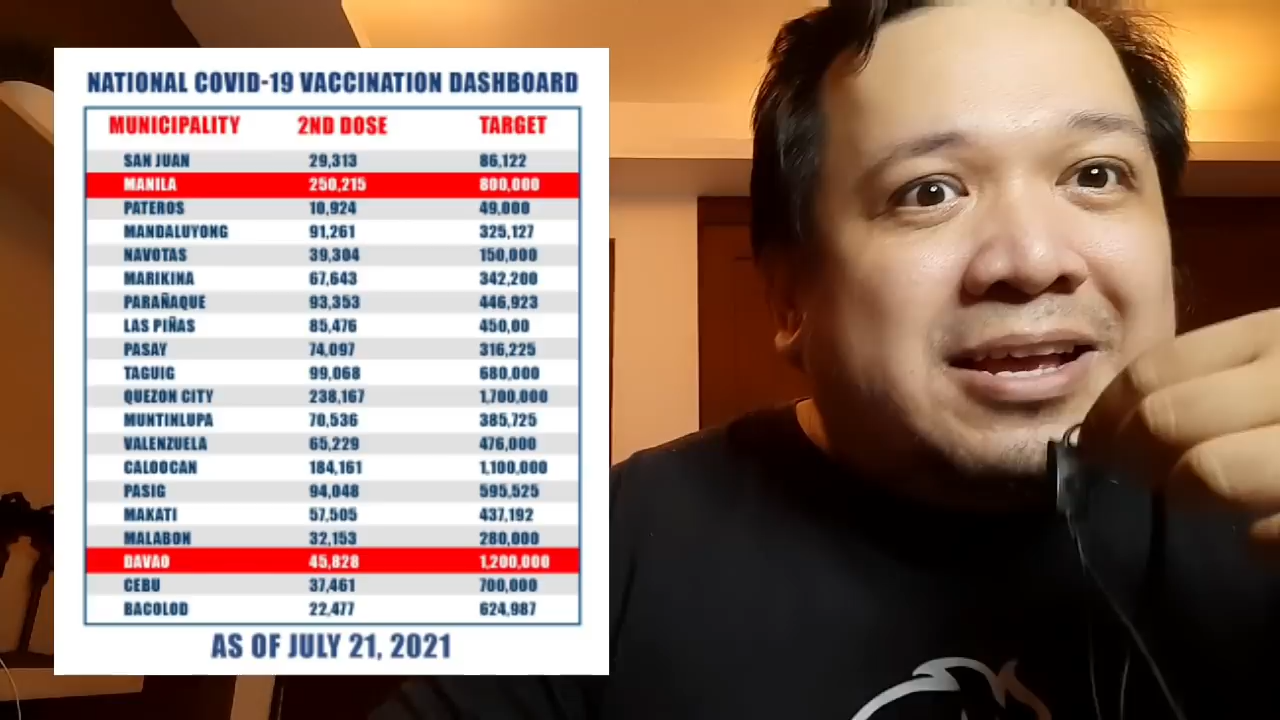 NATIONAL COVID-19 VACCINATION DASHBOARD
MUNICIPALITY 2ND DOSE TARGET
SAN JUAN 29,313 86,122
MANILA 250,215 800,000
PATEROS 10,924 49,000
MANDALUYONG 91,261 325,127
NAVOTAS 39,304 150,000
MARIKINA 67,643 342,200
PARAÑAQUE 93,353 446,923
LAS PIÑAS 85,476 450,00
PASAY 74,097 316,225
TAGUIG 99,068 680,000
QUEZON CITY 238,167 1,700,000
MUNTINLUPA 70,536 385,725
VALENZUELA 65,229 476,000
CALOOCAN 184,161 1,100,000
PASIG 94,048 595,525
MAKATI 57,505 437,192
MALABON 32,153 280,000
DAVAO 45,828 1,200,000
CEBU 37,461 700,000
BACOLOD 22,477 624,987
AS OF JULY 21, 2021